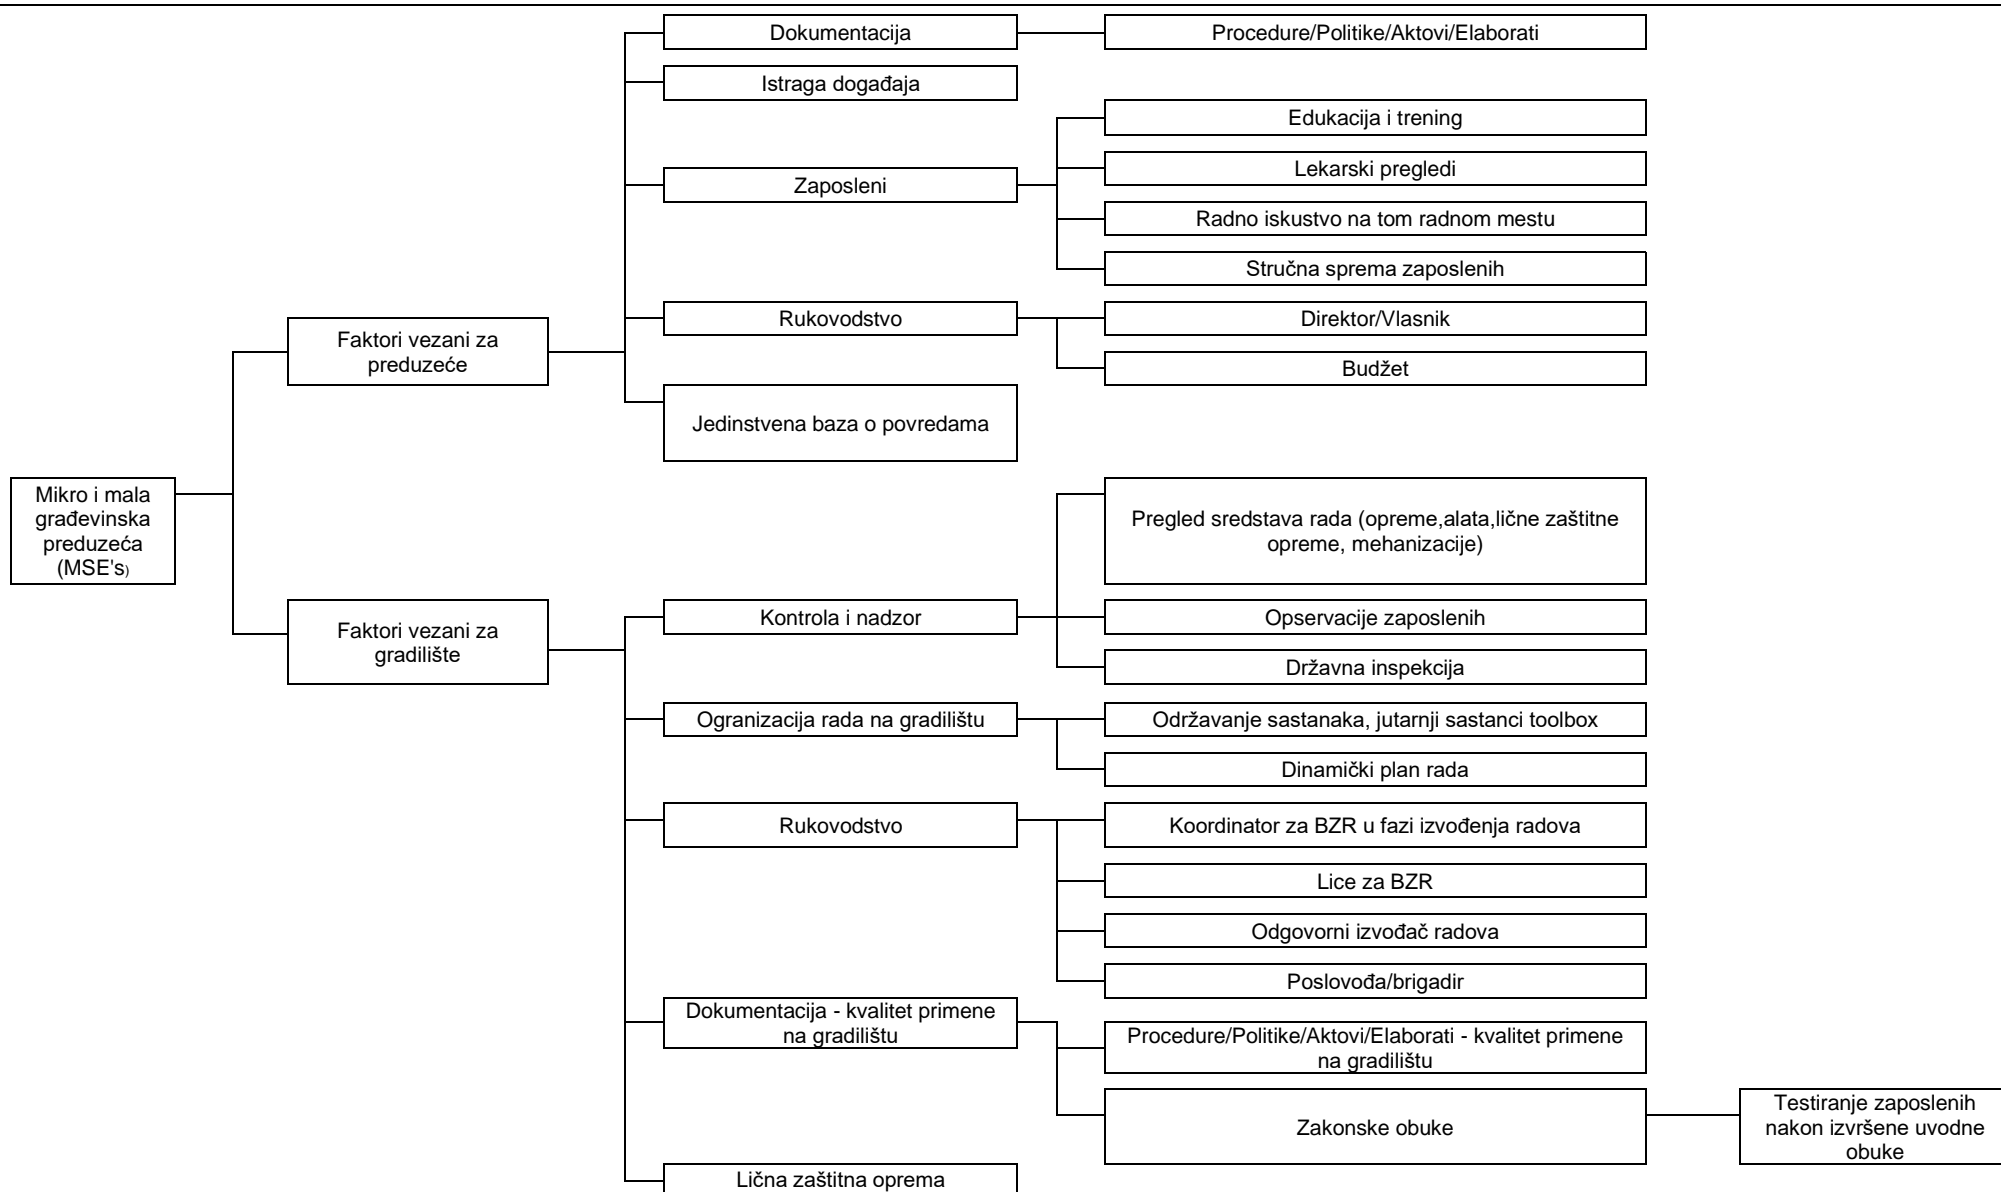 Dokumentacija
Procedure/Politike/Aktovi/Elaborati
Istraga događaja
Edukacija i trening
Lekarski pregledi
Zaposleni
Radno iskustvo na tom radnom mestu
Stručna sprema zaposlenih
Rukovodstvo
Direktor/Vlasnik
Faktori vezani za
preduzeće
Budžet
Jedinstvena baza o povredama
Mikro i mala
građevinska
preduzeća
(MSE's)
Pregled sredstava rada (opreme,alata,lične zaštitne
opreme, mehanizacije)
Kontrola i nadzor
Opservacije zaposlenih
Faktori vezani za
gradilište
Državna inspekcija
Ogranizacija rada na gradilištu
Održavanje sastanaka, jutarnji sastanci toolbox
Dinamički plan rada
Rukovodstvo
Koordinator za BZR u fazi izvođenja radova
Lice za BZR
Odgovorni izvođač radova
Poslovođa/brigadir
Dokumentacija - kvalitet primene
na gradilištu
Procedure/Politike/Aktovi/Elaborati - kvalitet primene
na gradilištu
Zakonske obuke
Testiranje zaposlenih
nakon izvršene uvodne
obuke
Lična zaštitna oprema